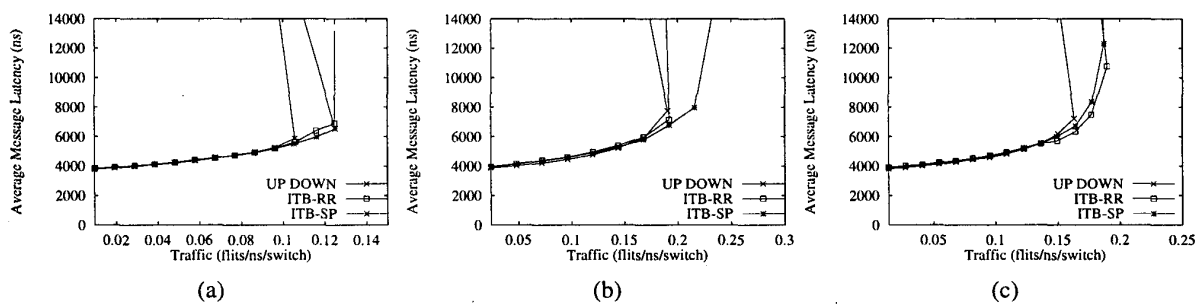 14000
12000
10000
8000
6000
4000
2000
0
Average Message Latency (ns)
UP DOWN
ITB-RR
ITB-SP
0.02 0.04 0.06 0.08 0.1 0.12 0.14
Traffic (flits/ns/switch)
(a)
14000
12000
10000
8000
6000
4000
2000
0
Average Message Latency (ns)
UP DOWN
ITB-RR
ITB-SP
0.05 0.1 0.15 0.2 0.25 0.3
Traffic (flits/ns/switch)
(b)
14000
12000
10000
8000
6000
4000
2000
0
Average Message Latency (ns)
UP DOWN
ITB-RR
ITB-SP
0.05 0.1 0.15 0.2 0.25
Traffic (flits/ns/switch)
(c)